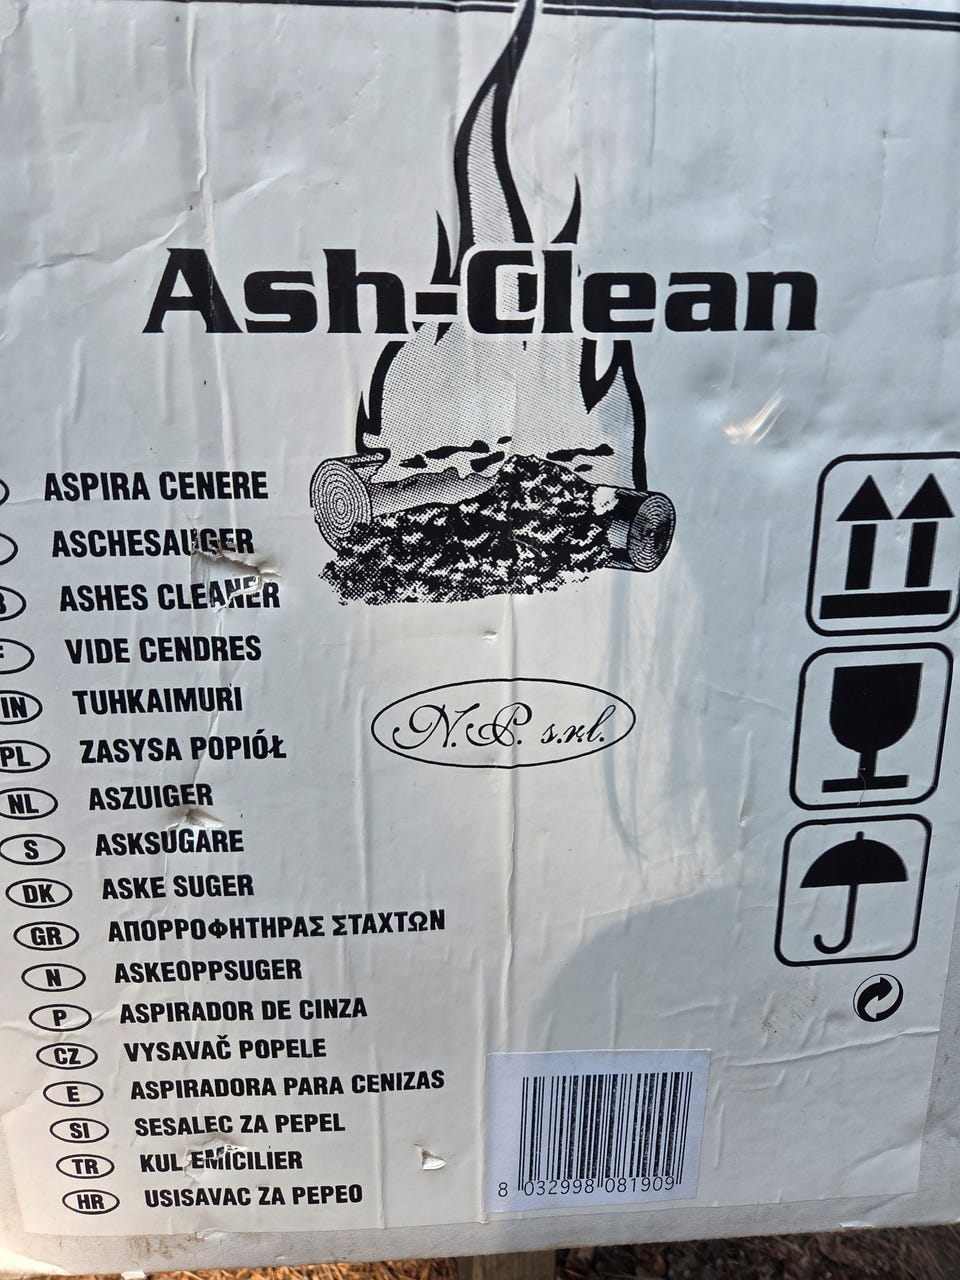 Ash-Clean
ASPIRA CENERE
ASCHESAUGER
ASHES CLEANER
VIDE CENDRES
IN TUHKAIMURI
PL ZASYSA POPIÓŁ
NL ASZUIGER
S ASKSUGARE
DK ASKE SUGER
GR ΑΠΟΡΡΟΦΗΤΗΡΑΣ ΣΤΑΧΤΩΝ
N ASKEOPPSUGER
P ASPIRADOR DE CINZA
CZ VYSAVAČ POPELE
E ASPIRADORA PARA CENIZAS
SI SESALEC ZA PEPEL
TR KUL EMICILIER
HR USISAVAC ZA PEPEO
N.P. s.r.l.
8 032998 081909